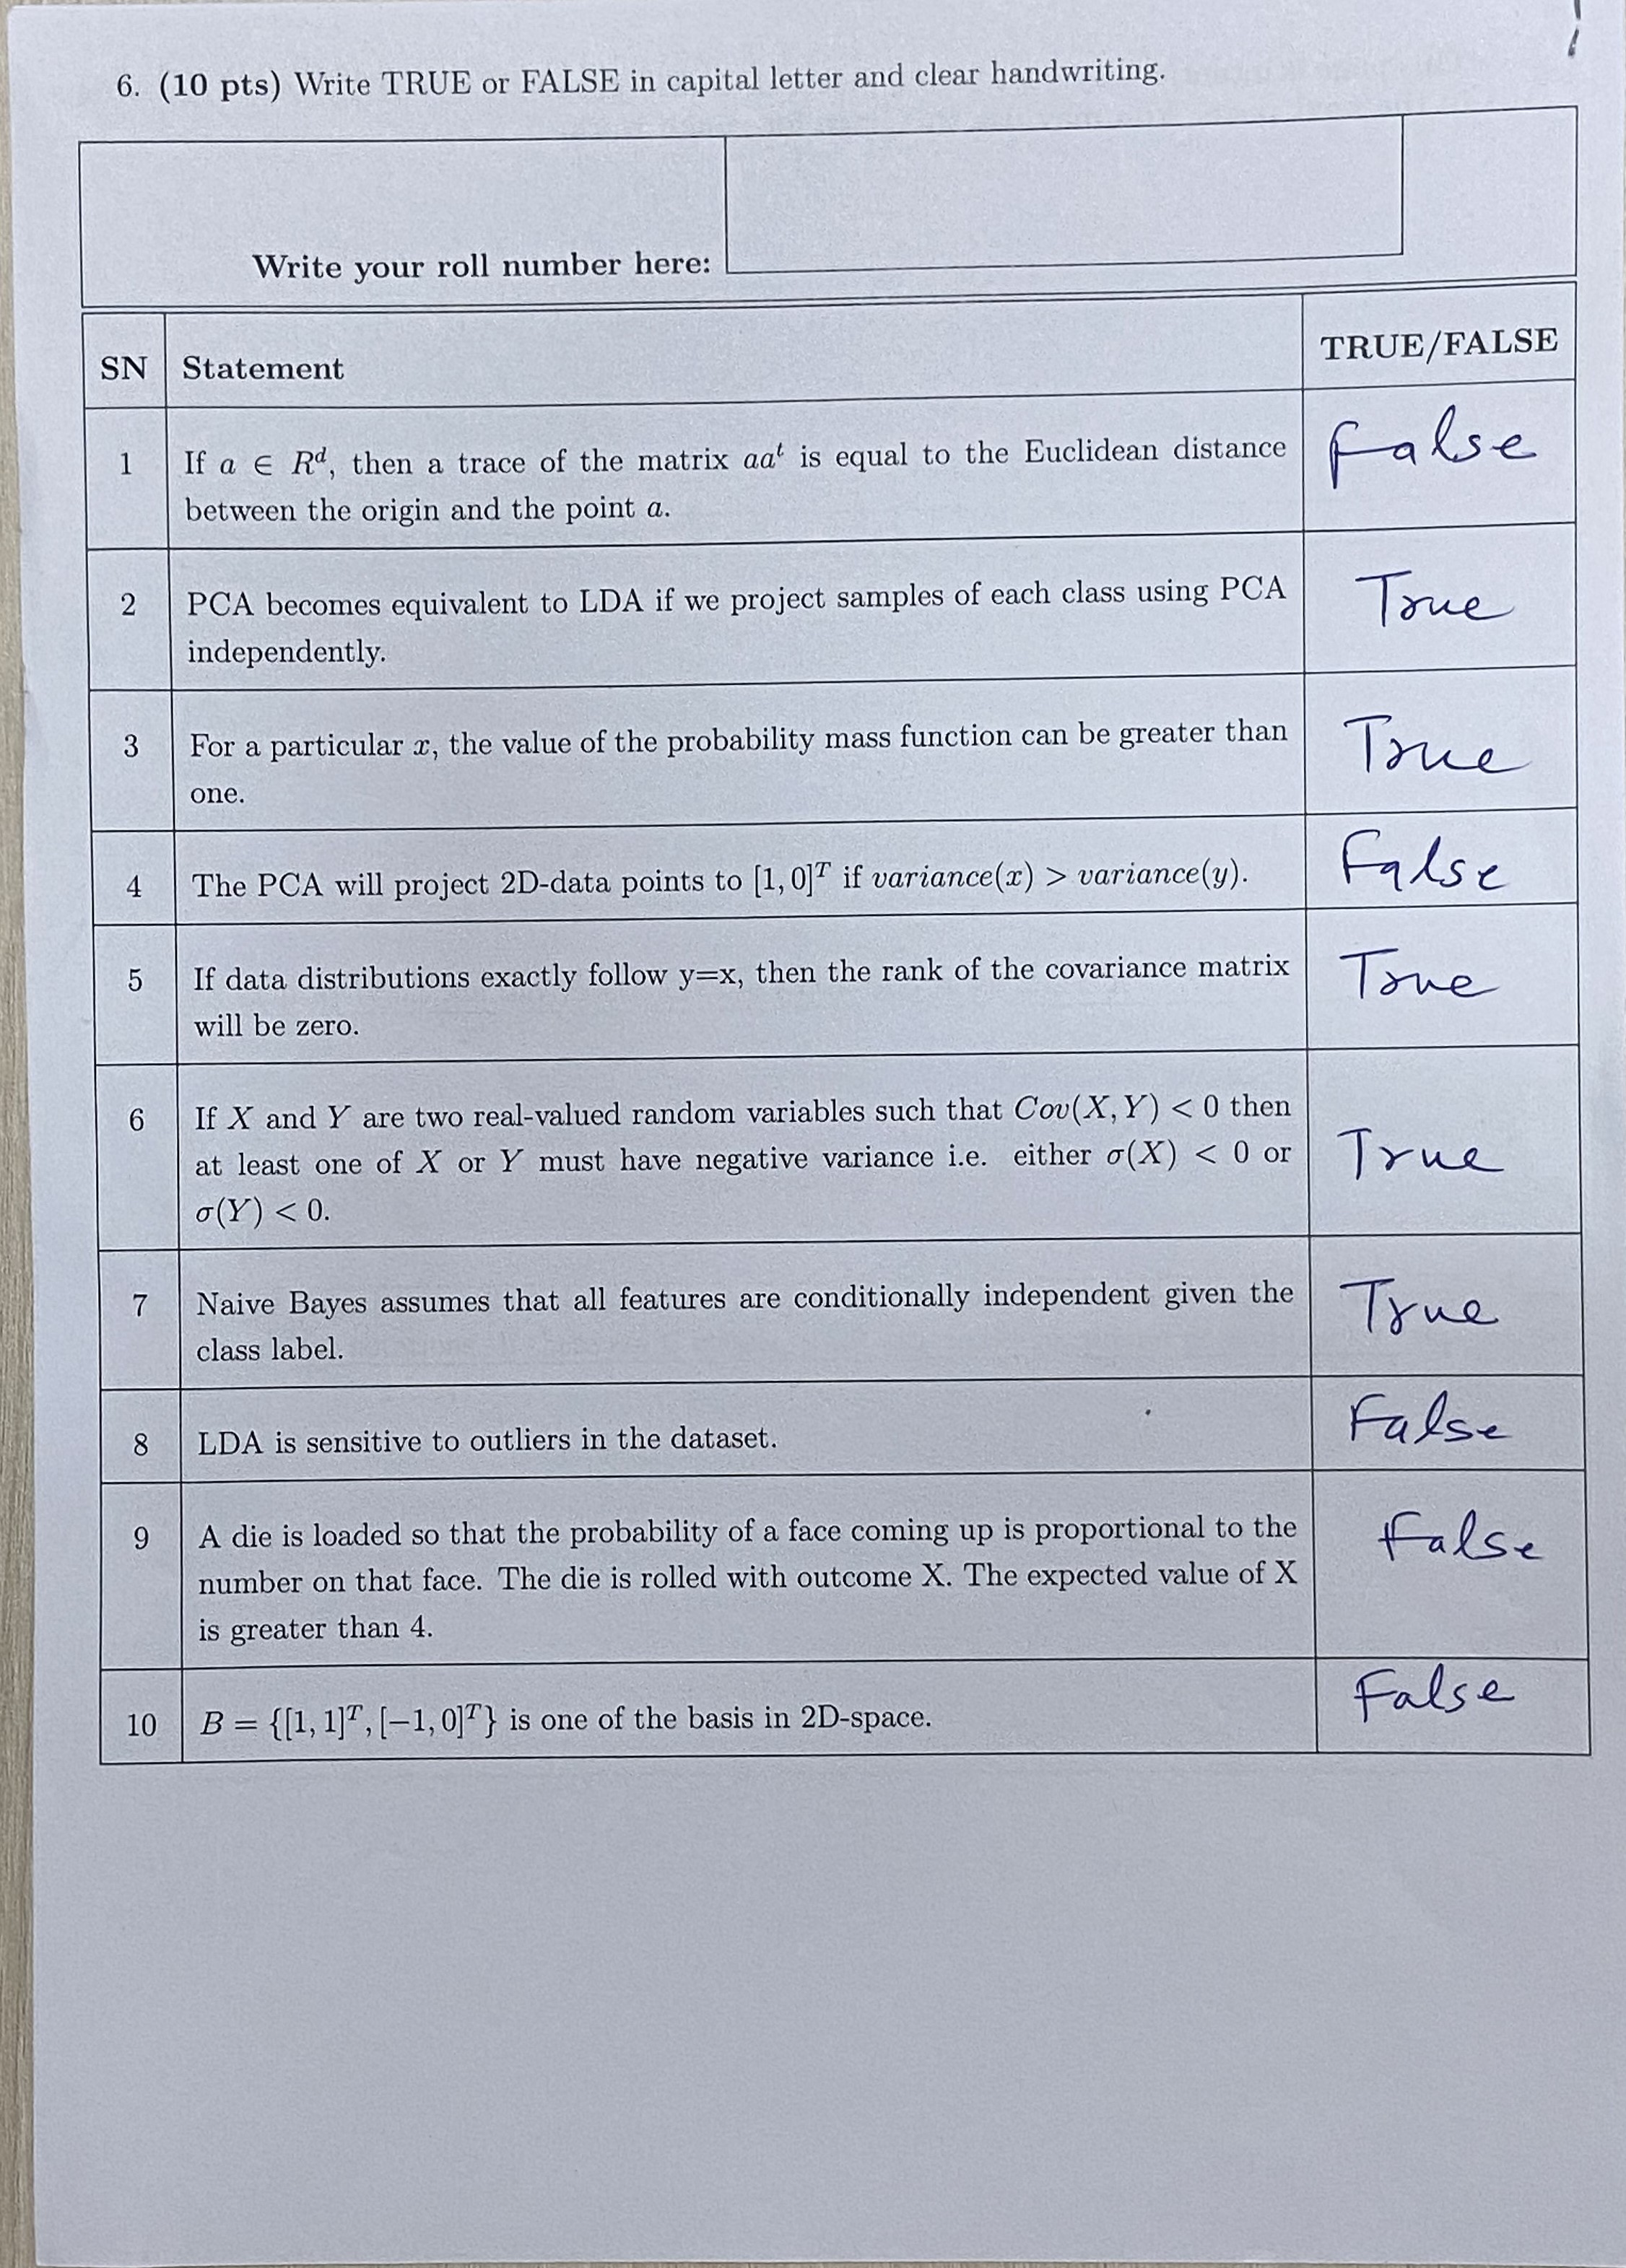 6. (10 pts) Write TRUE or FALSE in capital letter and clear handwriting.
Write your roll number here:
SN Statement TRUE/FALSE
1 If a ∈ R^d, then a trace of the matrix aa^t is equal to the Euclidean distance False
between the origin and the point a.
2 PCA becomes equivalent to LDA if we project samples of each class using PCA True
independently.
3 For a particular x, the value of the probability mass function can be greater than True
one.
4 The PCA will project 2D-data points to [1, 0]^T if variance(x) > variance(y). False
5 If data distributions exactly follow y=x, then the rank of the covariance matrix True
will be zero.
6 If X and Y are two real-valued random variables such that Cov(X, Y) < 0 then
at least one of X or Y must have negative variance i.e. either σ(X) < 0 or True
σ(Y) < 0.
7 Naive Bayes assumes that all features are conditionally independent given the True
class label.
8 LDA is sensitive to outliers in the dataset. False
9 A die is loaded so that the probability of a face coming up is proportional to the False
number on that face. The die is rolled with outcome X. The expected value of X
is greater than 4.
10 B = {[1, 1]^T, [−1, 0]^T} is one of the basis in 2D-space. False